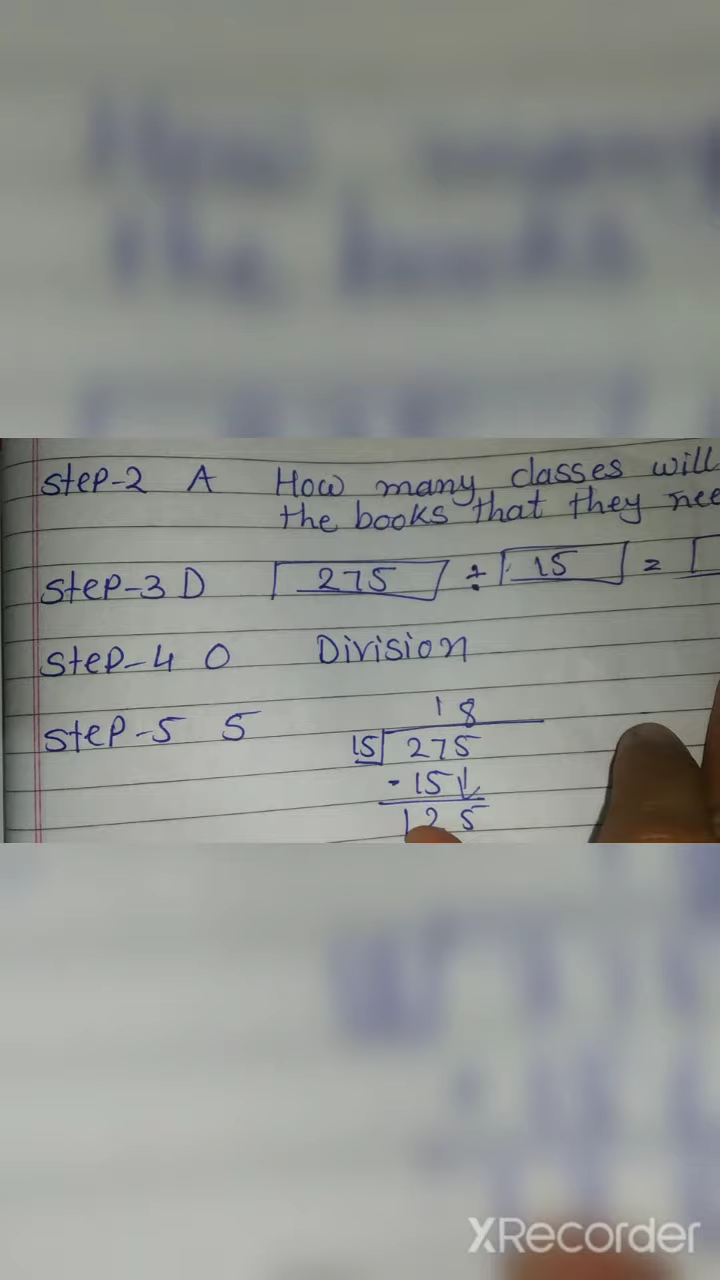 Step-2 A How many classes will
the books that they nee
Step-3 D 275 ÷ 15 =
Step-4 O Division
Step-5 S 18
15 275
- 15↓
125
XRecorder